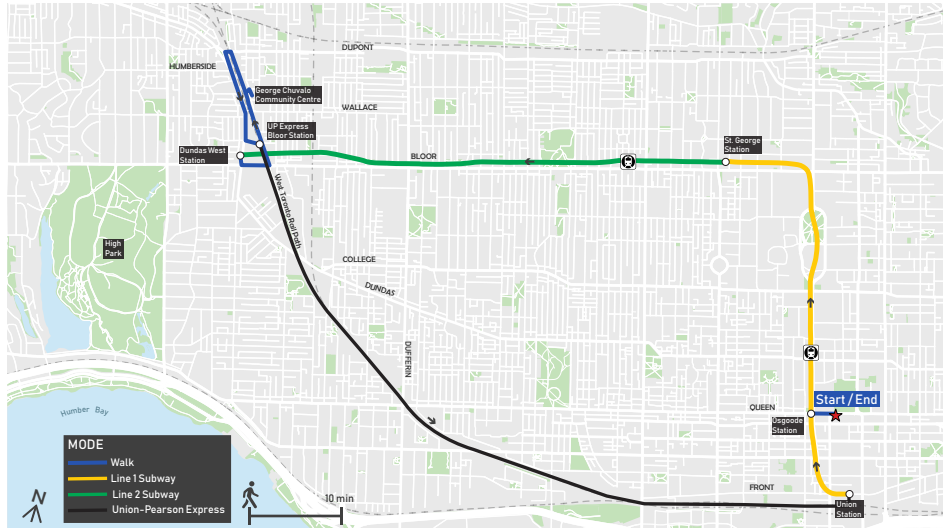 DUPONT
HUMBERSIDE
George Chuvalo
Community Centre
WALLACE
UP Express
Bloor Station
Dundas West
Station
St. George
Station
BLOOR
West Toronto Rail Path
High
Park
COLLEGE
DUNDAS
DUFFERIN
Start / End
QUEEN
Osgoode
Station
Humber Bay
MODE
Walk
Line 1 Subway
Line 2 Subway
Union-Pearson Express
N
10 min
FRONT
Union
Station